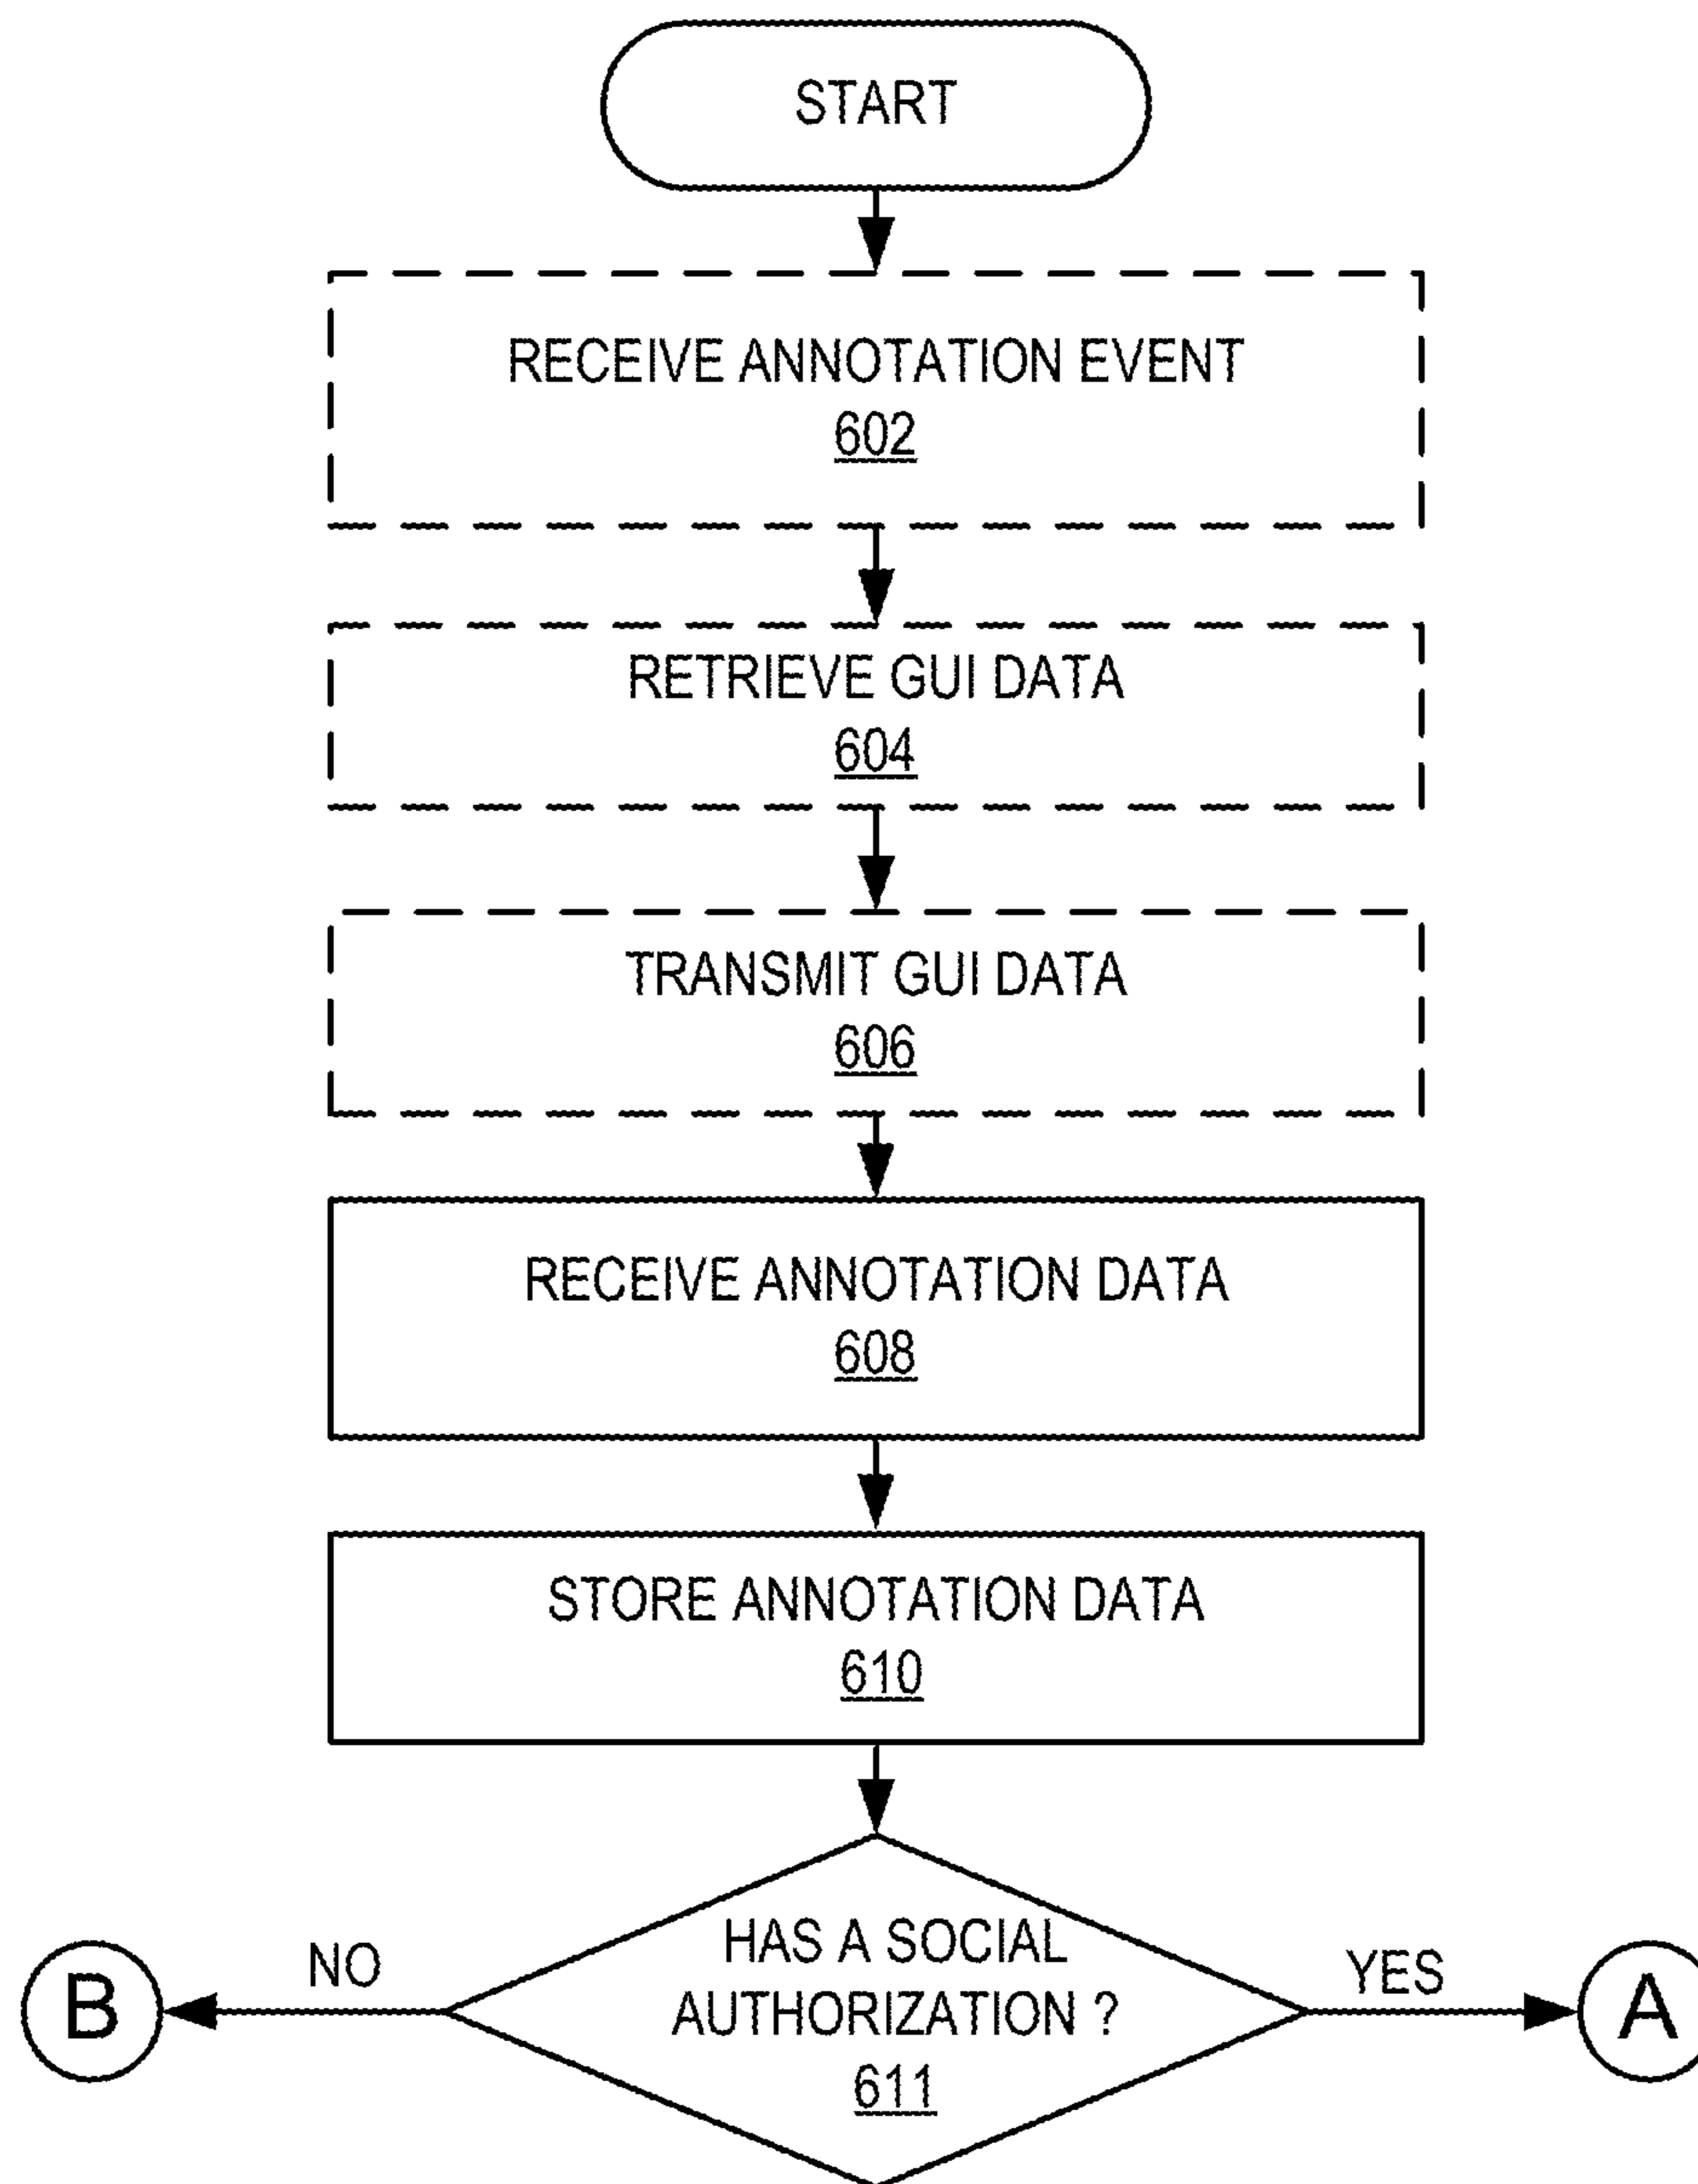 START
RECEIVE ANNOTATION EVENT
602
RETRIEVE GUI DATA
604
TRANSMIT GUI DATA
606
RECEIVE ANNOTATION DATA
608
STORE ANNOTATION DATA
610
HAS A SOCIAL
AUTHORIZATION ?
611
NO
B
YES
A